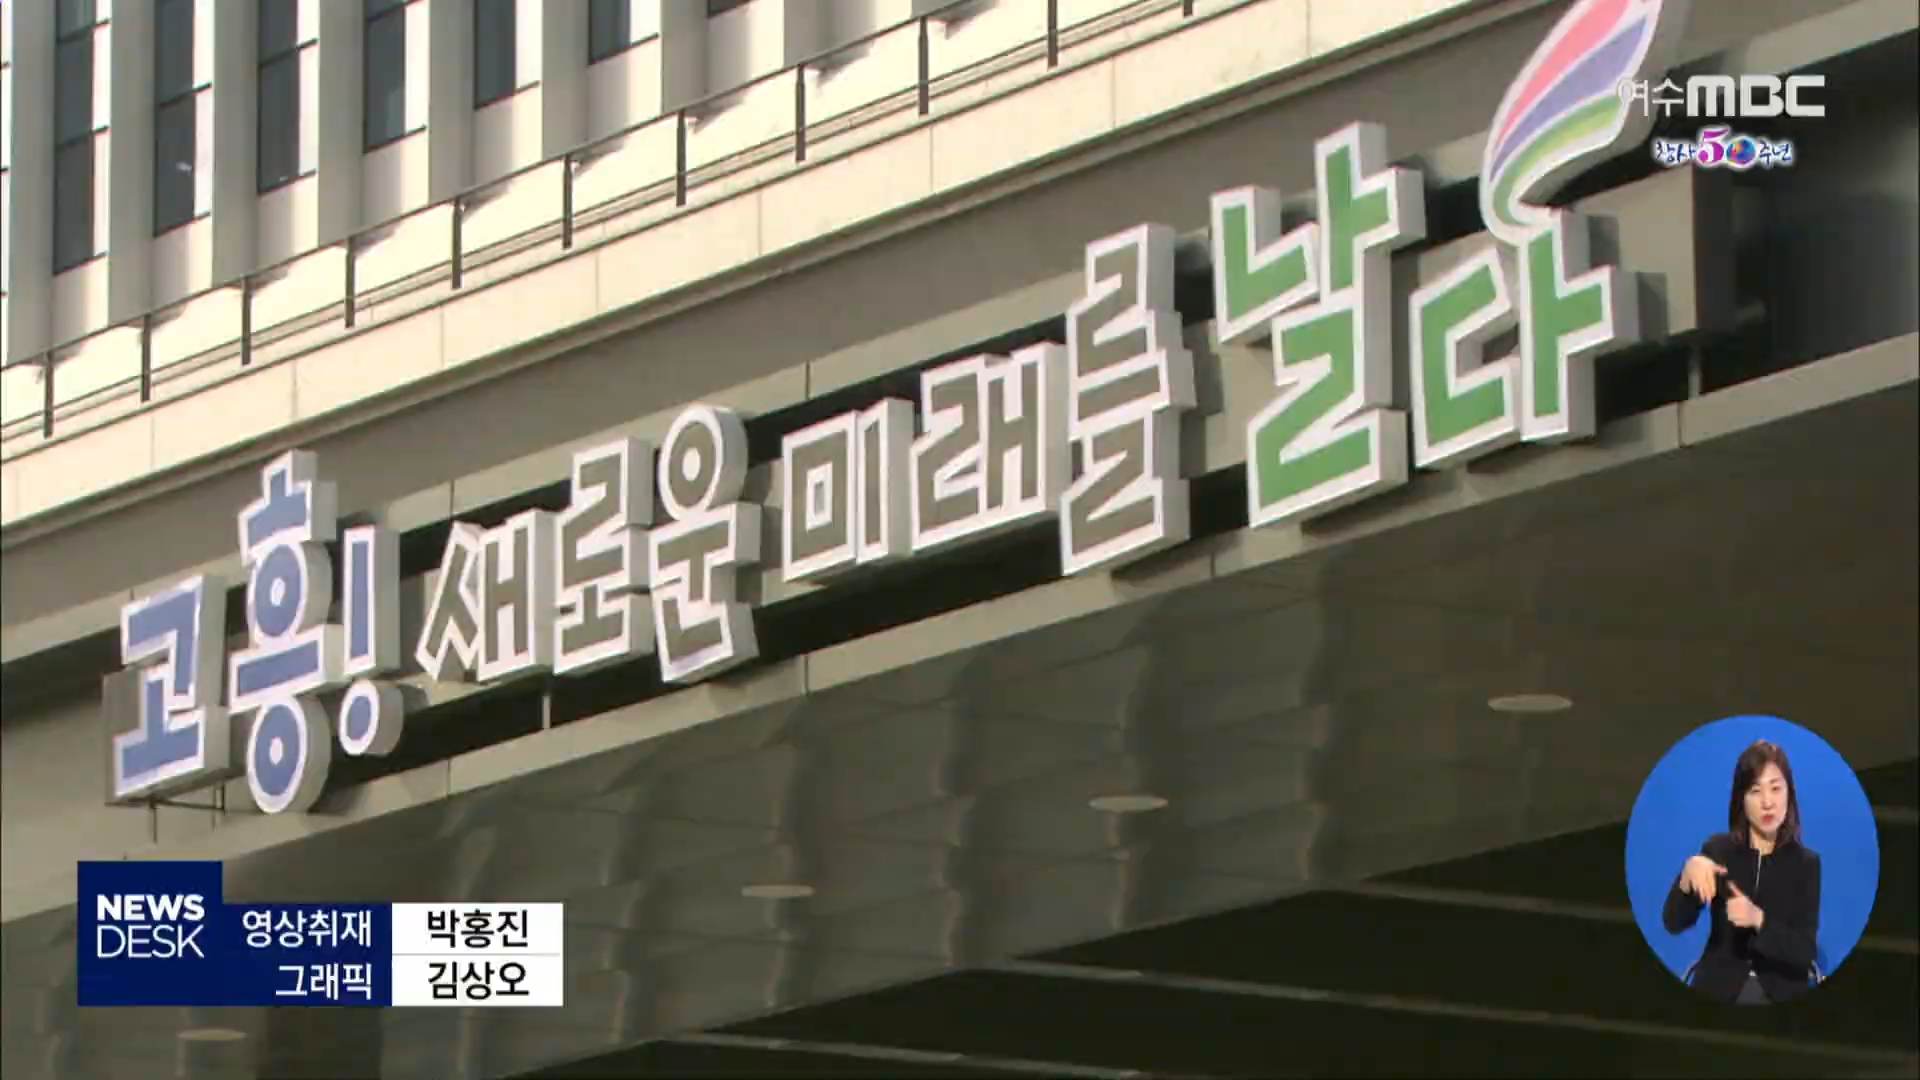 여수MBC
창사50주년
고흥! 새로운 미래를 날다
NEWS DESK
영상취재 박홍진
그래픽 김상오